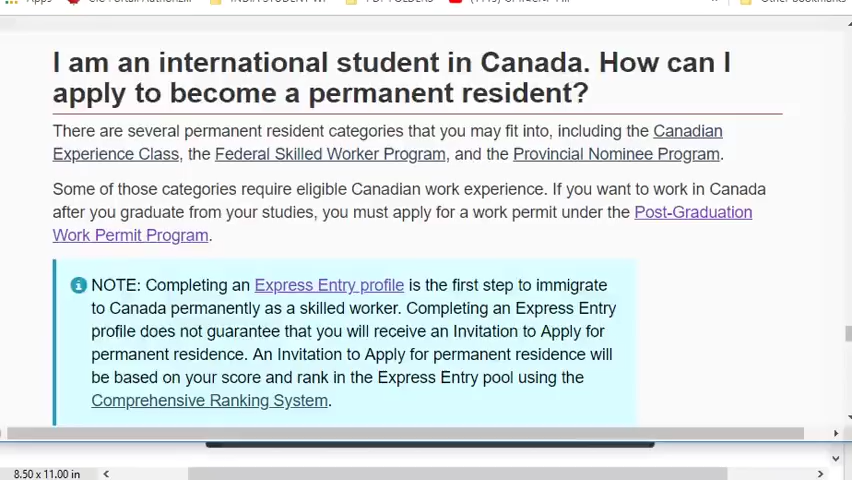 Apps
I am an international student in Canada. How can I
apply to become a permanent resident?
There are several permanent resident categories that you may fit into, including the Canadian
Experience Class, the Federal Skilled Worker Program, and the Provincial Nominee Program.
Some of those categories require eligible Canadian work experience. If you want to work in Canada
after you graduate from your studies, you must apply for a work permit under the Post-Graduation
Work Permit Program.
NOTE: Completing an Express Entry profile is the first step to immigrate
to Canada permanently as a skilled worker. Completing an Express Entry
profile does not guarantee that you will receive an Invitation to Apply for
permanent residence. An Invitation to Apply for permanent residence will
be based on your score and rank in the Express Entry pool using the
Comprehensive Ranking System.
8.50 x 11.00 in